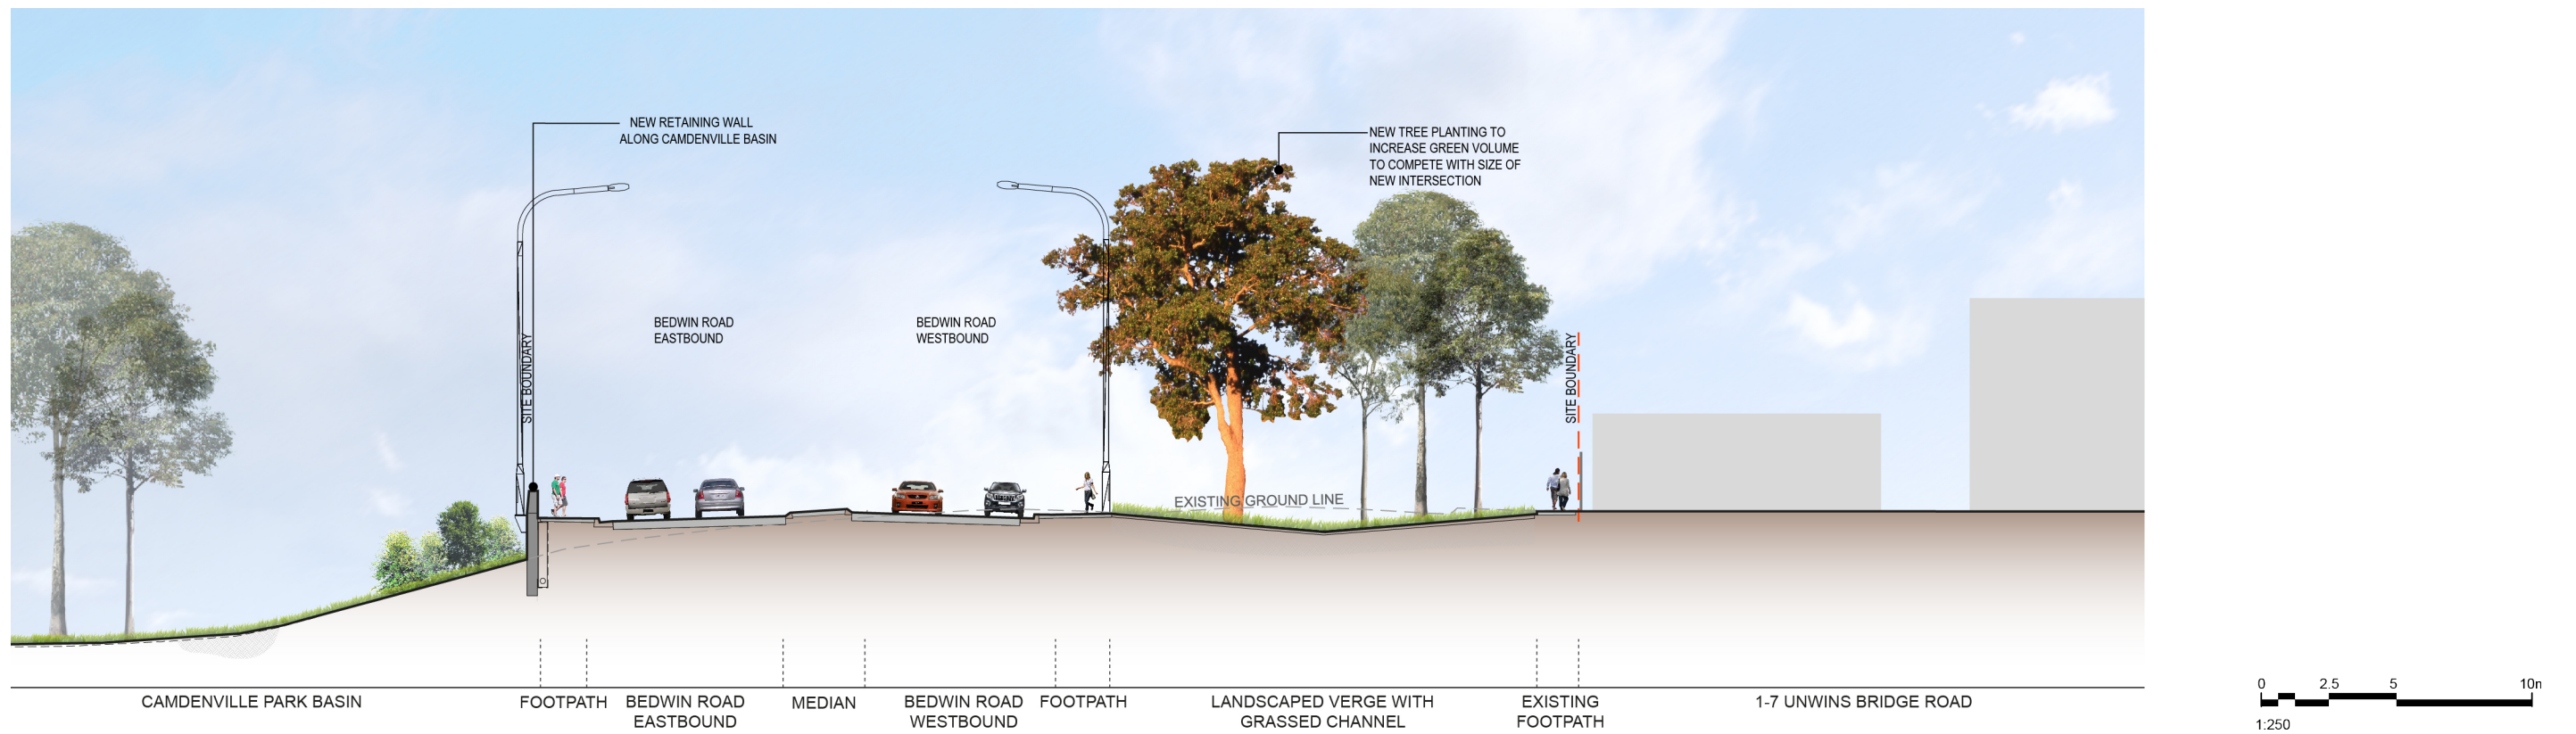 NEW RETAINING WALL
ALONG CAMDENVILLE BASIN
NEW TREE PLANTING TO
INCREASE GREEN VOLUME
TO COMPETE WITH SIZE OF
NEW INTERSECTION
BEDWIN ROAD
EASTBOUND
BEDWIN ROAD
WESTBOUND
SITE BOUNDARY
SITE BOUNDARY
EXISTING GROUND LINE
CAMDENVILLE PARK BASIN
FOOTPATH
BEDWIN ROAD
EASTBOUND
MEDIAN
BEDWIN ROAD
WESTBOUND
FOOTPATH
LANDSCAPED VERGE WITH
GRASSED CHANNEL
EXISTING
FOOTPATH
1-7 UNWINS BRIDGE ROAD
0 2.5 5 10
1:250